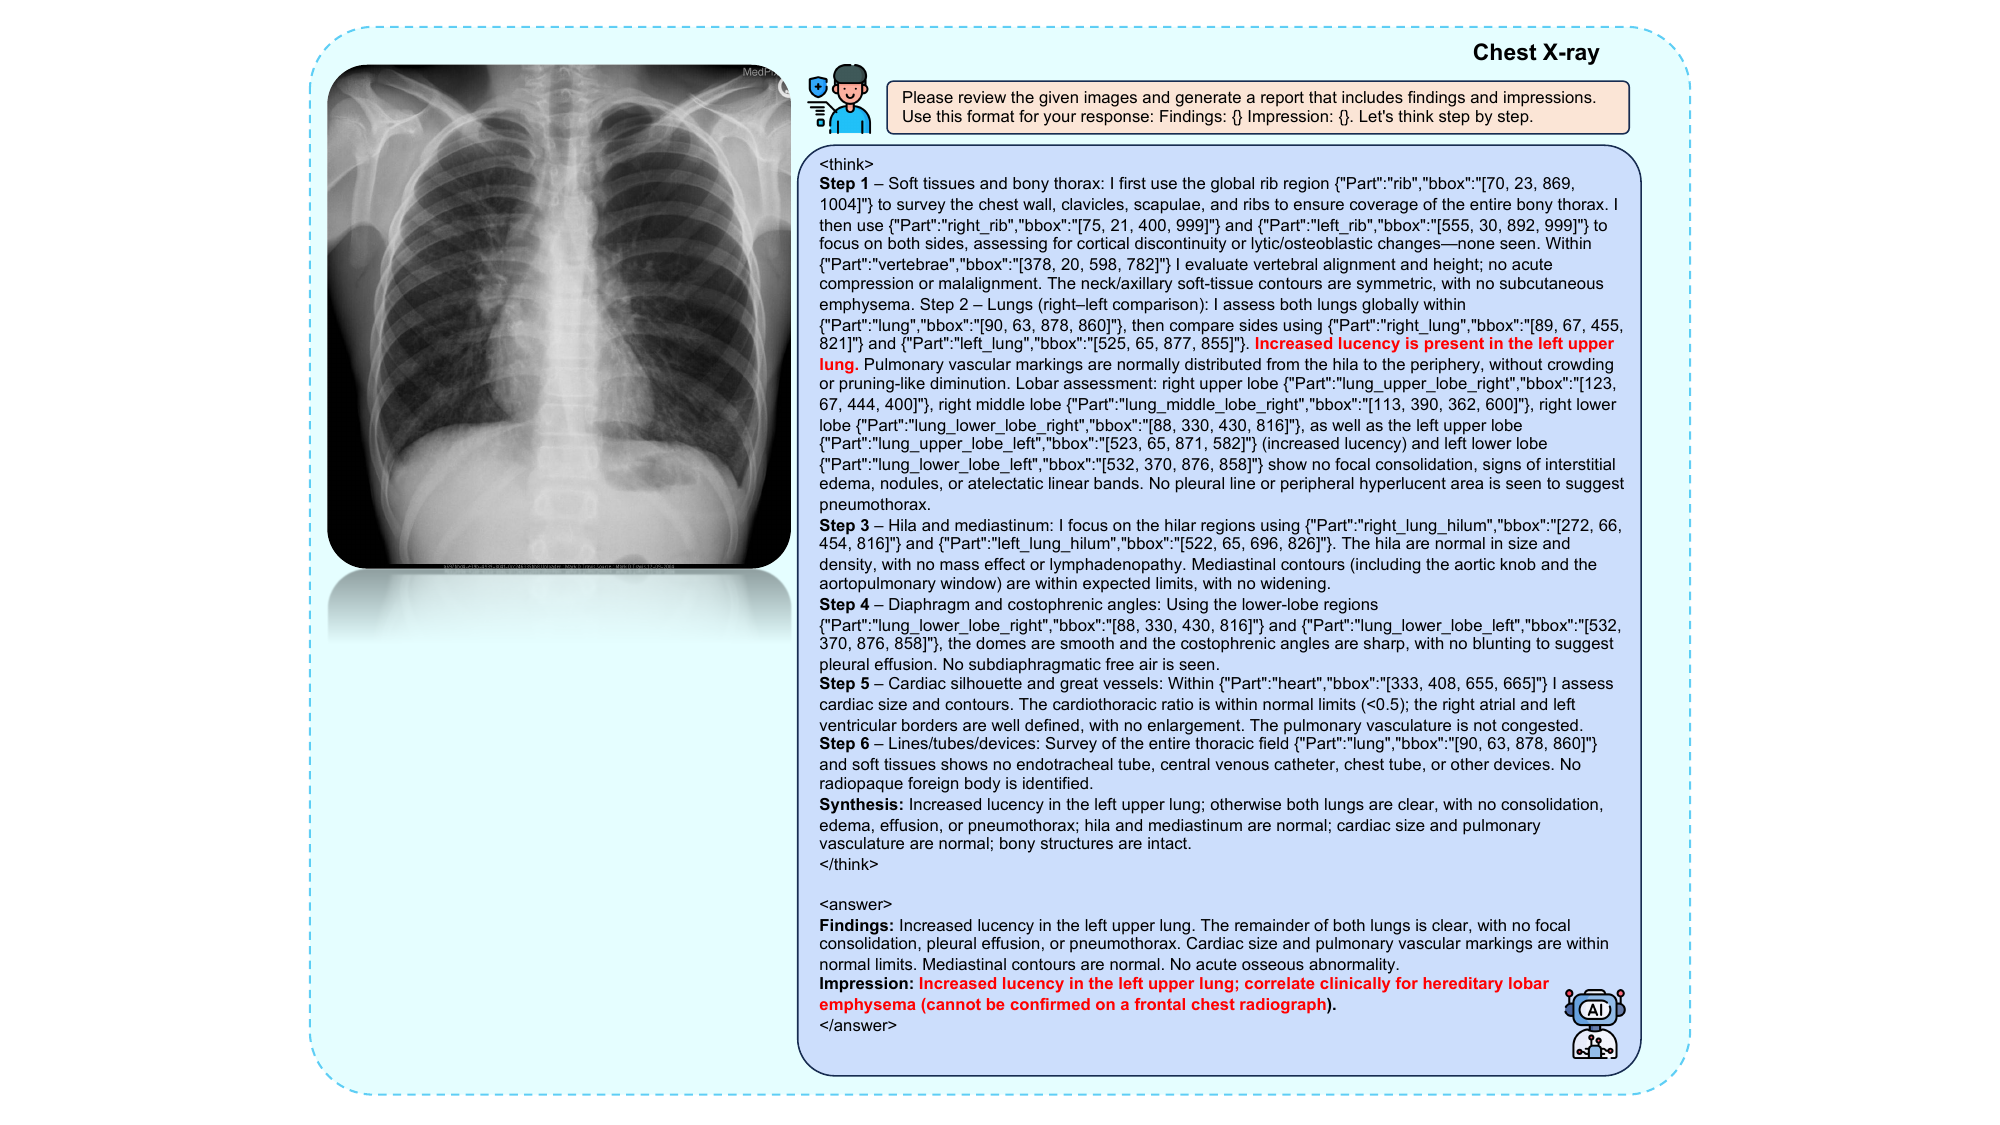 Chest X-ray
Please review the given images and generate a report that includes findings and impressions.
Use this format for your response: Findings: {} Impression: {}. Let's think step by step.
<think>
Step 1 – Soft tissues and bony thorax: I first use the global rib region {"Part":"rib","bbox":"[70, 23, 869,
1004]"} to survey the chest wall, clavicles, scapulae, and ribs to ensure coverage of the entire bony thorax. I
then use {"Part":"right_rib","bbox":"[75, 21, 400, 999]"} and {"Part":"left_rib","bbox":"[555, 30, 892, 999]"} to
focus on both sides, assessing for cortical discontinuity or lytic/osteoblastic changes—none seen. Within
{"Part":"vertebrae","bbox":"[378, 20, 598, 782]"} I evaluate vertebral alignment and height; no acute
compression or malalignment. The neck/axillary soft-tissue contours are symmetric, with no subcutaneous
emphysema. Step 2 – Lungs (right–left comparison): I assess both lungs globally within
{"Part":"lung","bbox":"[90, 63, 878, 860]"}, then compare sides using {"Part":"right_lung","bbox":"[89, 67, 455,
821]"} and {"Part":"left_lung","bbox":"[525, 65, 877, 855]"}. Increased lucency is present in the left upper
lung. Pulmonary vascular markings are normally distributed from the hila to the periphery, without crowding
or pruning-like diminution. Lobar assessment: right upper lobe {"Part":"lung_upper_lobe_right","bbox":"[123,
67, 444, 400]"}, right middle lobe {"Part":"lung_middle_lobe_right","bbox":"[113, 390, 362, 600]"}, right lower
lobe {"Part":"lung_lower_lobe_right","bbox":"[88, 330, 430, 816]"}, as well as the left upper lobe
{"Part":"lung_upper_lobe_left","bbox":"[523, 65, 871, 582]"} (increased lucency) and left lower lobe
{"Part":"lung_lower_lobe_left","bbox":"[532, 370, 876, 858]"} show no focal consolidation, signs of interstitial
edema, nodules, or atelectatic linear bands. No pleural line or peripheral hyperlucent area is seen to suggest
pneumothorax.
Step 3 – Hila and mediastinum: I focus on the hilar regions using {"Part":"right_lung_hilum","bbox":"[272, 66,
454, 816]"} and {"Part":"left_lung_hilum","bbox":"[522, 65, 696, 826]"}. The hila are normal in size and
density, with no mass effect or lymphadenopathy. Mediastinal contours (including the aortic knob and the
aortopulmonary window) are within expected limits, with no widening.
Step 4 – Diaphragm and costophrenic angles: Using the lower-lobe regions
{"Part":"lung_lower_lobe_right","bbox":"[88, 330, 430, 816]"} and {"Part":"lung_lower_lobe_left","bbox":"[532,
370, 876, 858]"}, the domes are smooth and the costophrenic angles are sharp, with no blunting to suggest
pleural effusion. No subdiaphragmatic free air is seen.
Step 5 – Cardiac silhouette and great vessels: Within {"Part":"heart","bbox":"[333, 408, 655, 665]"} I assess
cardiac size and contours. The cardiothoracic ratio is within normal limits (<0.5); the right atrial and left
ventricular borders are well defined, with no enlargement. The pulmonary vasculature is not congested.
Step 6 – Lines/tubes/devices: Survey of the entire thoracic field {"Part":"lung","bbox":"[90, 63, 878, 860]"}
and soft tissues shows no endotracheal tube, central venous catheter, chest tube, or other devices. No
radiopaque foreign body is identified.
Synthesis: Increased lucency in the left upper lung; otherwise both lungs are clear, with no consolidation,
edema, effusion, or pneumothorax; hila and mediastinum are normal; cardiac size and pulmonary
vasculature are normal; bony structures are intact.
</think>
<answer>
Findings: Increased lucency in the left upper lung. The remainder of both lungs is clear, with no focal
consolidation, pleural effusion, or pneumothorax. Cardiac size and pulmonary vascular markings are within
normal limits. Mediastinal contours are normal. No acute osseous abnormality.
Impression: Increased lucency in the left upper lung; correlate clinically for hereditary lobar
emphysema (cannot be confirmed on a frontal chest radiograph).
</answer>
AI